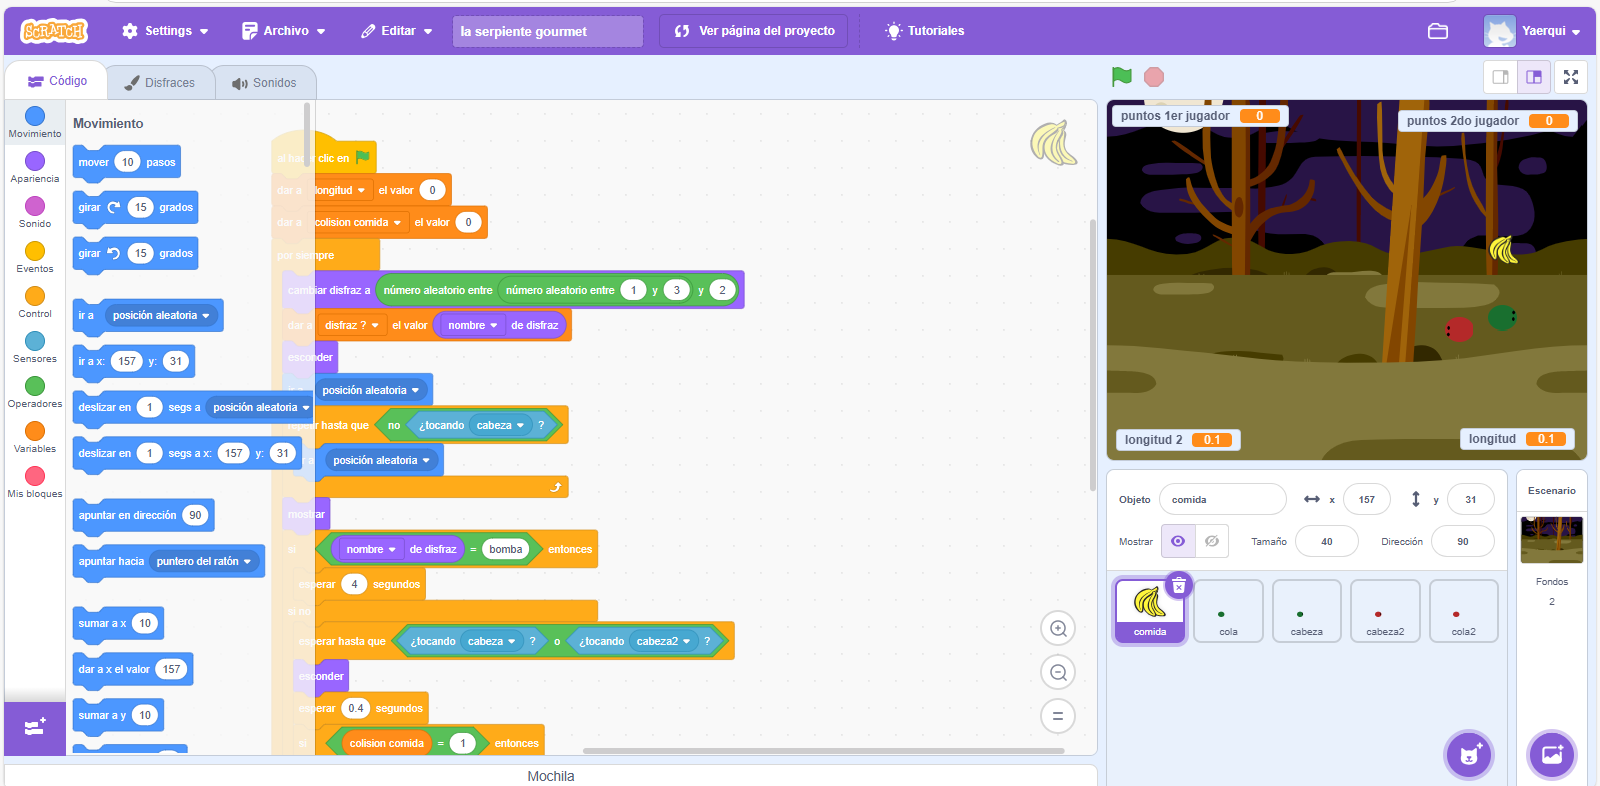 SCRATCH
Settings
Archivo
Editar
la serpiente gourmet
Ver página del proyecto
Tutoriales
Yaerqui
Código
Disfraces
Sonidos
Movimiento
Apariencia
Sonido
Eventos
Control
Sensores
Operadores
Variables
Mis bloques
Movimiento
mover 10 pasos
girar 15 grados
girar 15 grados
ir a posición aleatoria
ir a x: 157 y: 31
deslizar en 1 segs a posición aleatoria
deslizar en 1 segs a x: 157 y: 31
apuntar en dirección 90
apuntar hacia puntero del ratón
sumar a x 10
dar a x el valor 157
sumar a y 10
al hacer clic en
dar a longitud el valor 0
dar a colision comida el valor 0
por siempre
cambiar disfraz a número aleatorio entre número aleatorio entre 1 y 3 y 2
dar a disfraz ? el valor nombre de disfraz
esconder
ir a posición aleatoria
repetir hasta que no ¿tocando cabeza ?
ir a posición aleatoria
mostrar
si nombre de disfraz = bomba entonces
esperar 4 segundos
si no
esperar hasta que ¿tocando cabeza ? o ¿tocando cabeza2 ?
esconder
esperar 0.4 segundos
si colision comida = 1 entonces
Mochila
puntos 1er jugador 0
puntos 2do jugador 0
longitud 2 0.1
longitud 0.1
Objeto comida x 157 y 31
Mostrar Tamaño 40 Dirección 90
comida
cola
cabeza
cabeza2
cola2
Escenario
Fondos
2